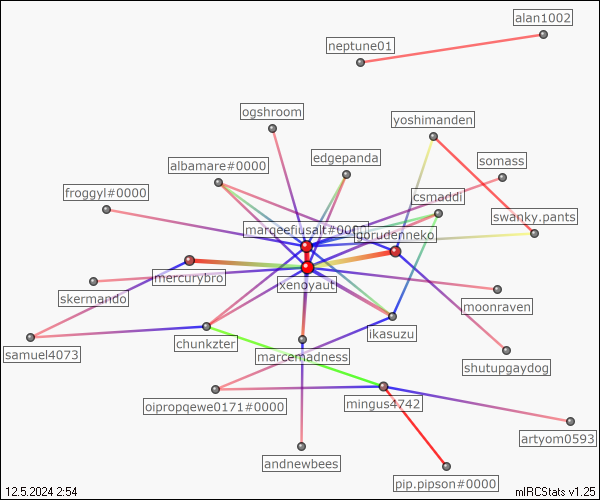 alan1002
neptune01
ogshroom
yoshimanden
edgepanda
somass
albamare#0000
froggyl#0000
csmaddi
swanky.pants
marqeefiusalt#0000
gorudenneko
mercurybro
xenoyaut
skermando
moonraven
ikasuzu
chunkzter
samuel4073
marcemadness
shutupgaydog
oipropqewe0171#0000
mingus4742
artyom0593
andnewbees
pip.pipson#0000
12.5.2024 2:54
mIRCStats v1.25